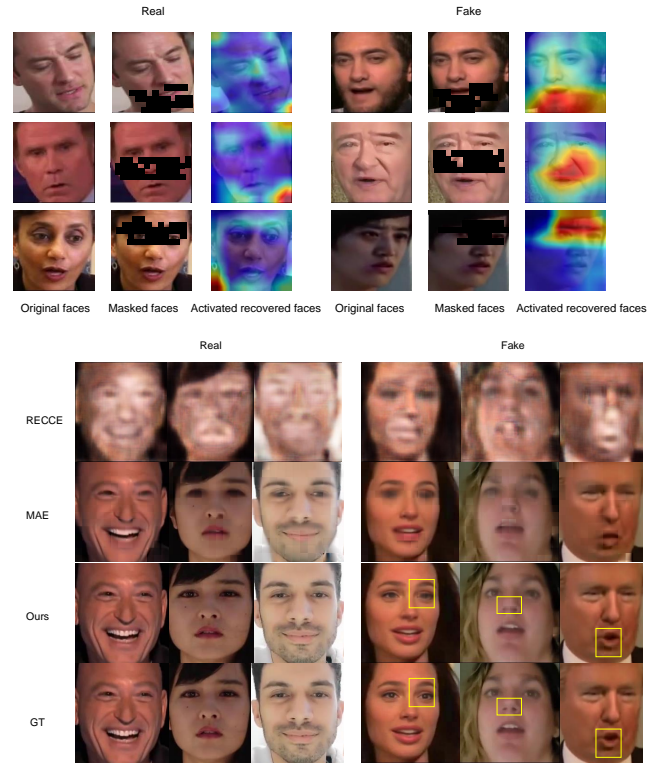 Real Fake
Original faces Masked faces Activated recovered faces Original faces Masked faces Activated recovered faces
Real Fake
RECCE
MAE
Ours
GT